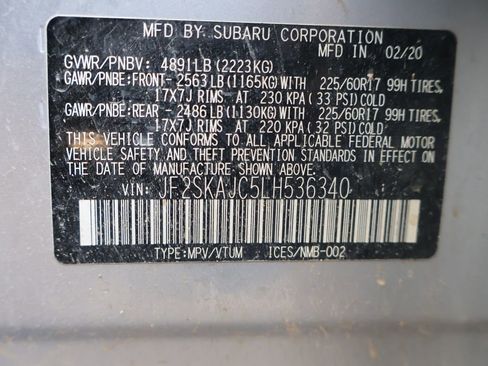 MFD BY SUBARU CORPORATION
MFD IN 02/20
GVWR/PNBV: 4891LB (2223KG)
GAWR/PNBE:FRONT- 2563 LB (1165KG) WITH 225/60R17 99H TIRES,
17X7J RIMS AT 230 KPA (33 PSI) COLD
GAWR/PNBE:REAR - 2486 LB (1130KG) WITH 225/60R17 99H TIRES,
17X7J RIMS AT 220 KPA (32 PSI) COLD
THIS VEHICLE CONFORMS TO ALL APPLICABLE FEDERAL MOTOR
VEHICLE SAFETY AND THEFT PREVENTION STANDARDS IN EFFECT ON
THE DATE OF MANUFACTURE SHOWN ABOVE.
VIN: JF2SKAJC5LH536340
TYPE:MPV/VTUM ICES/NMB-002